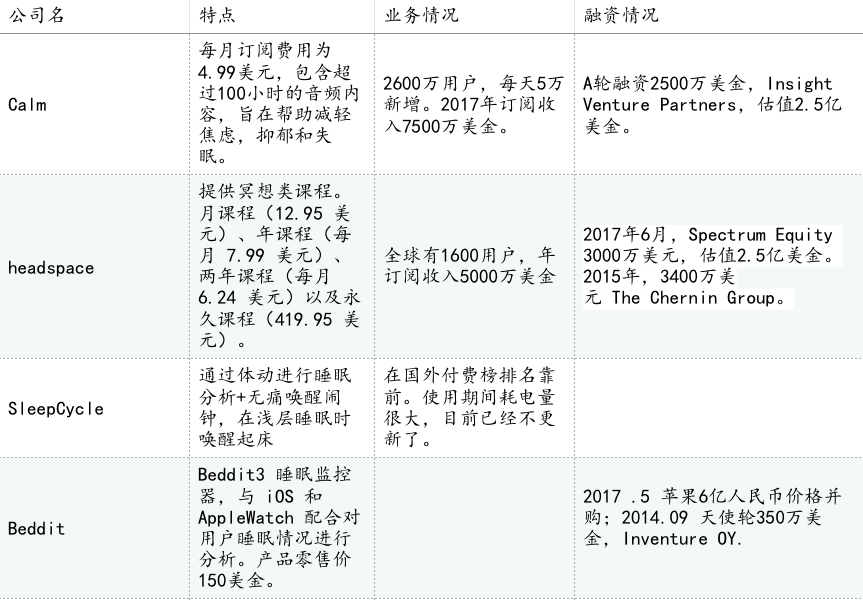 公司名
特点
业务情况
融资情况
Calm
每月订阅费用为
4.99美元，包含超
过100小时的音频内
容，旨在帮助减轻
焦虑，抑郁和失
眠。
2600万用户，每天5万
新增。2017年订阅收
入7500万美金。
A轮融资2500万美金，Insight
Venture Partners，估值2.5亿
美金。
headspace
提供冥想类课程。
月课程（12.95 美
元）、年课程（每
月 7.99 美元）、
两年课程（每月
6.24 美元）以及永
久课程（419.95 美
元）。
全球有1600用户，年
订阅收入5000万美金
2017年6月，Spectrum Equity
3000万美元，估值2.5亿美金。
2015年，3400万美
元 The Chernin Group。
SleepCycle
通过体动进行睡眠
分析+无痛唤醒闹
钟，在浅层睡眠时
唤醒起床
在国外付费榜排名靠
前。使用期间耗电量
很大，目前已经不更
新了。
Beddit
Beddit3 睡眠监控
器，与 iOS 和
AppleWatch 配合对
用户睡眠情况进行
分析。产品零售价
150美金。
2017 .5 苹果6亿人民币价格并
购；2014.09 天使轮350万美
金，Inventure OY.